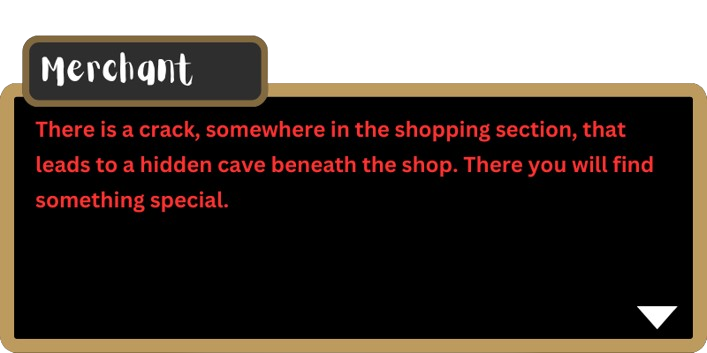 Merchant
There is a crack, somewhere in the shopping section, that
leads to a hidden cave beneath the shop. There you will find
something special.